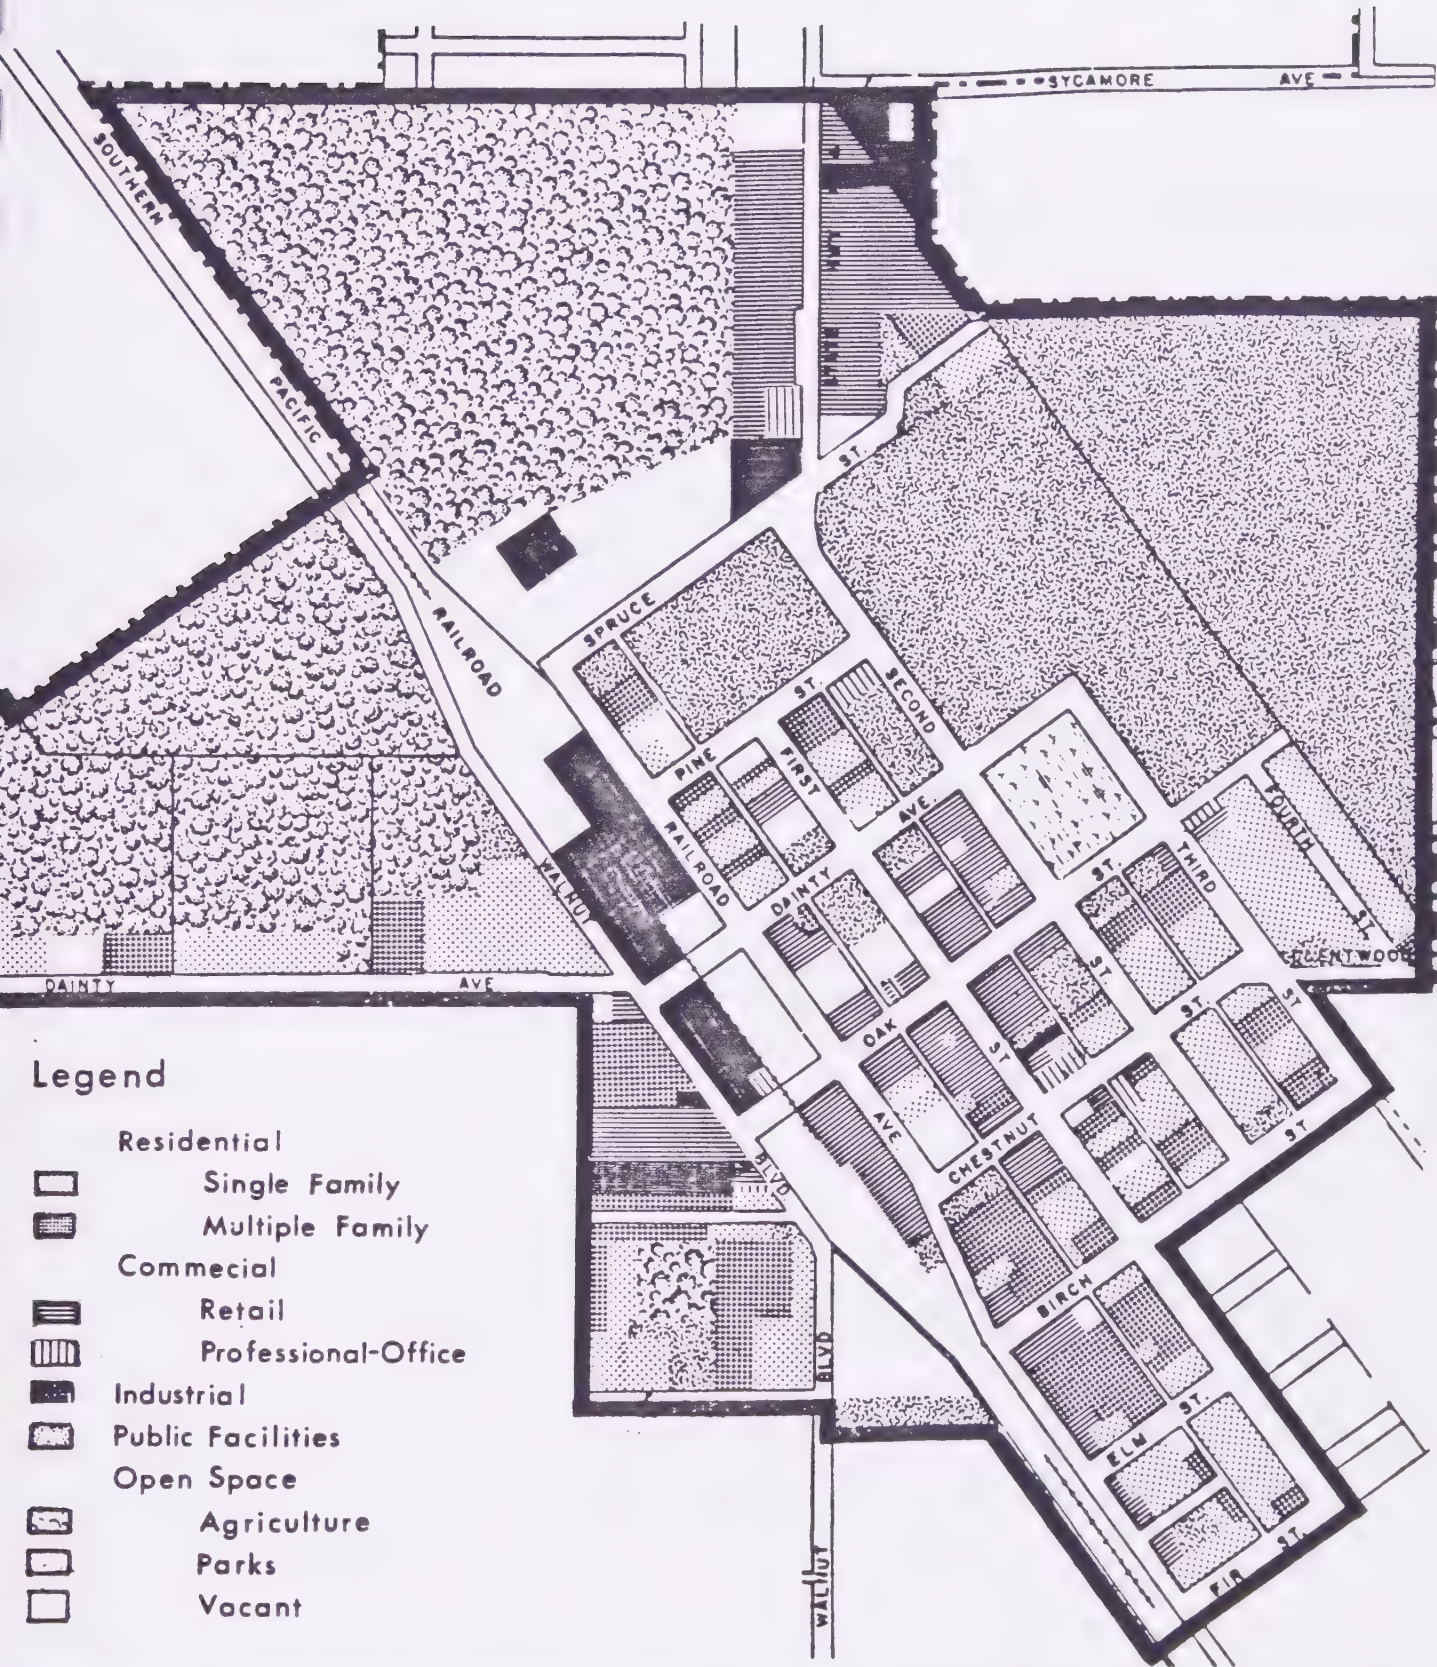 SYCAMORE AVE
SOUTHERN
PACIFIC
RAILROAD
ST
SPRUCE
ST
SECOND
PINE
FIRST
AVE
RAILROAD
DAINTY
WALNUT
FOURTH
ST
THIRD
ST.
DAINTY AVE
OAK
ST
ST.
ST.
ST
AVE
CHESTNUT
ST
BLVD
BIRCH
BLVD
ST.
ELM
ST.
FIR
WALNUT
Legend
Residential
Single Family
Multiple Family
Commecial
Retail
Professional-Office
Industrial
Public Facilities
Open Space
Agriculture
Parks
Vacant